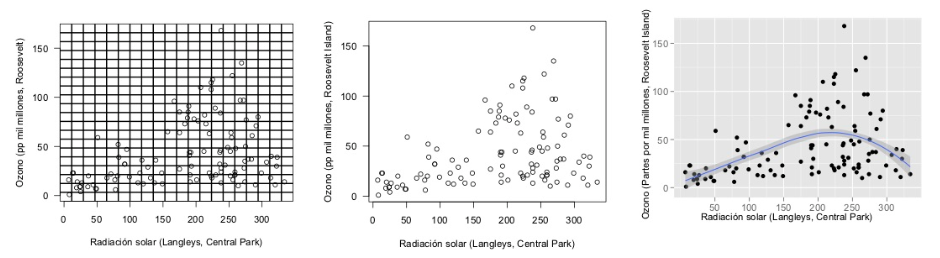 Ozono (pp mil millones, Roosevelt)
150
100
50
0
0 50 100 150 200 250 300
Radiación solar (Langleys, Central Park)
Ozono (pp mil millones, Roosevelt Island)
150
100
50
0
0 50 100 150 200 250 300
Radiación solar (Langleys, Central Park)
Ozono (Partes por mil millones, Roosevelt Island)
150
100
50
0
50 100 150 200 250 300
Radiación solar (Langleys, Central Park)